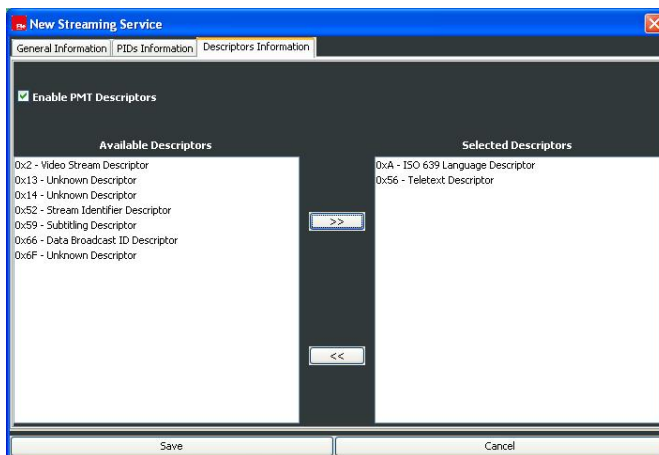 New Streaming Service
General Information PIDs Information Descriptors Information
Enable PMT Descriptors
Available Descriptors
0x2 - Video Stream Descriptor
0x13 - Unknown Descriptor
0x14 - Unknown Descriptor
0x52 - Stream Identifier Descriptor
0x59 - Subtitling Descriptor
0x66 - Data Broadcast ID Descriptor
0x6F - Unknown Descriptor
>>
<<
Selected Descriptors
0xA - ISO 639 Language Descriptor
0x56 - Teletext Descriptor
Save Cancel